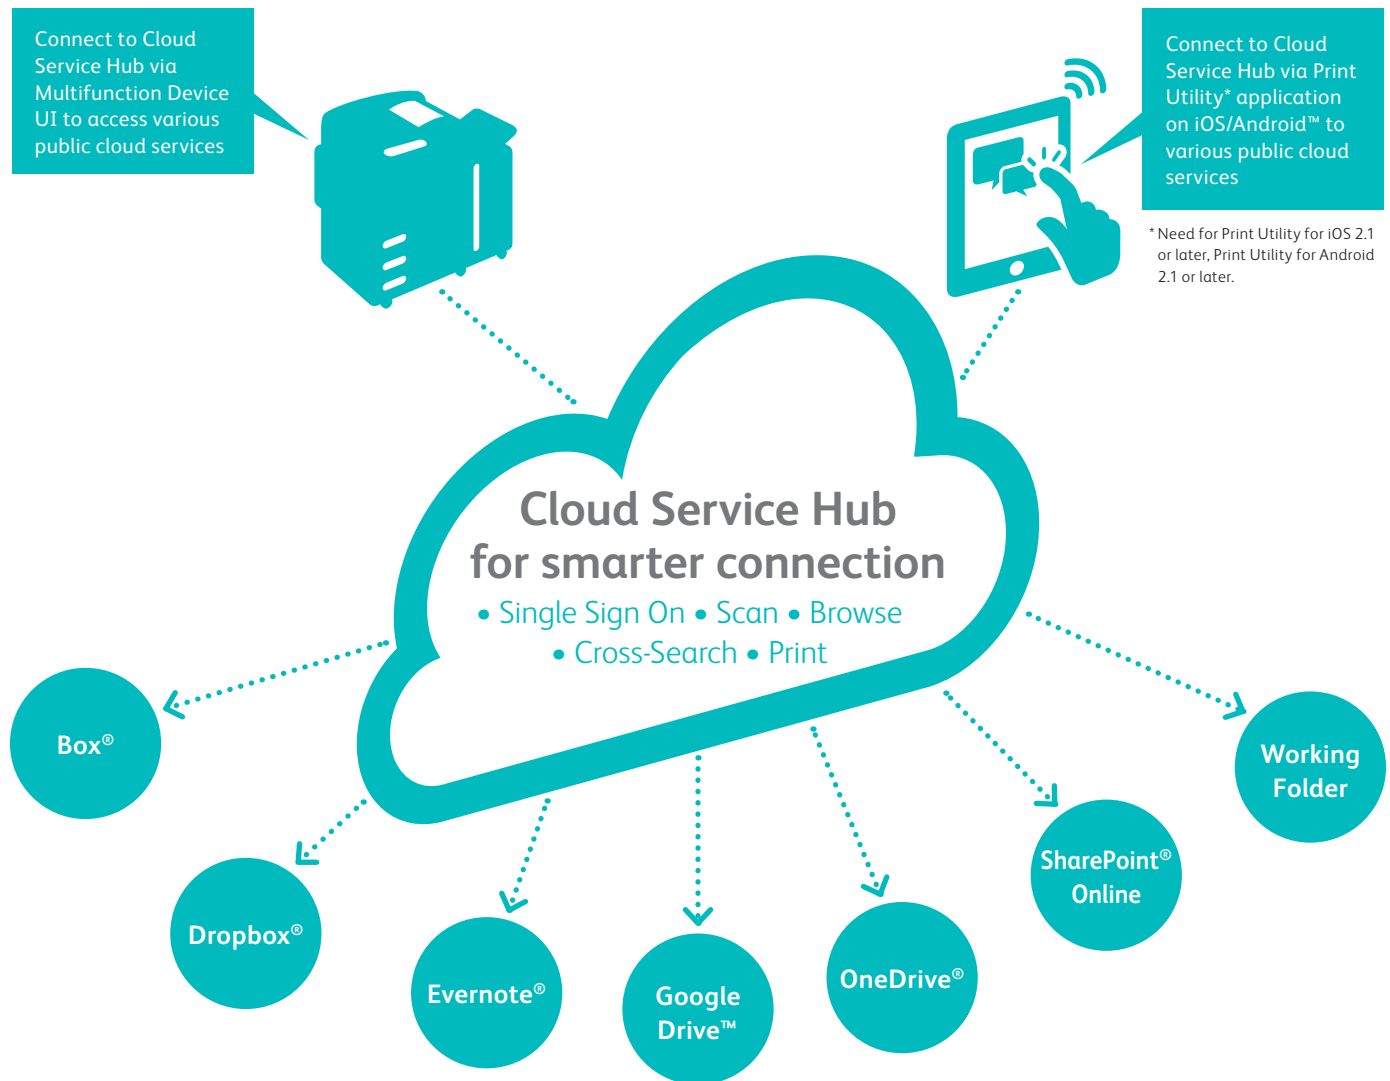 Connect to Cloud
Service Hub via
Multifunction Device
UI to access various
public cloud services
Connect to Cloud
Service Hub via Print
Utility* application
on iOS/Android™ to
various public cloud
services
* Need for Print Utility for iOS 2.1
or later, Print Utility for Android
2.1 or later.
Cloud Service Hub
for smarter connection
• Single Sign On • Scan • Browse
• Cross-Search • Print
Box®
Dropbox®
Evernote®
Google
Drive™
OneDrive®
SharePoint®
Online
Working
Folder